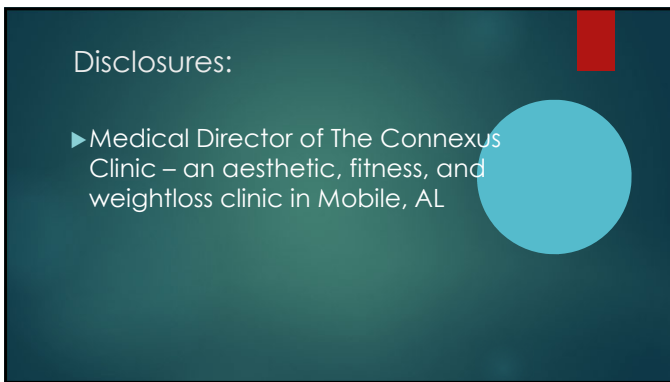 Disclosures:
Medical Director of The Connexus
Clinic – an aesthetic, fitness, and
weightloss clinic in Mobile, AL